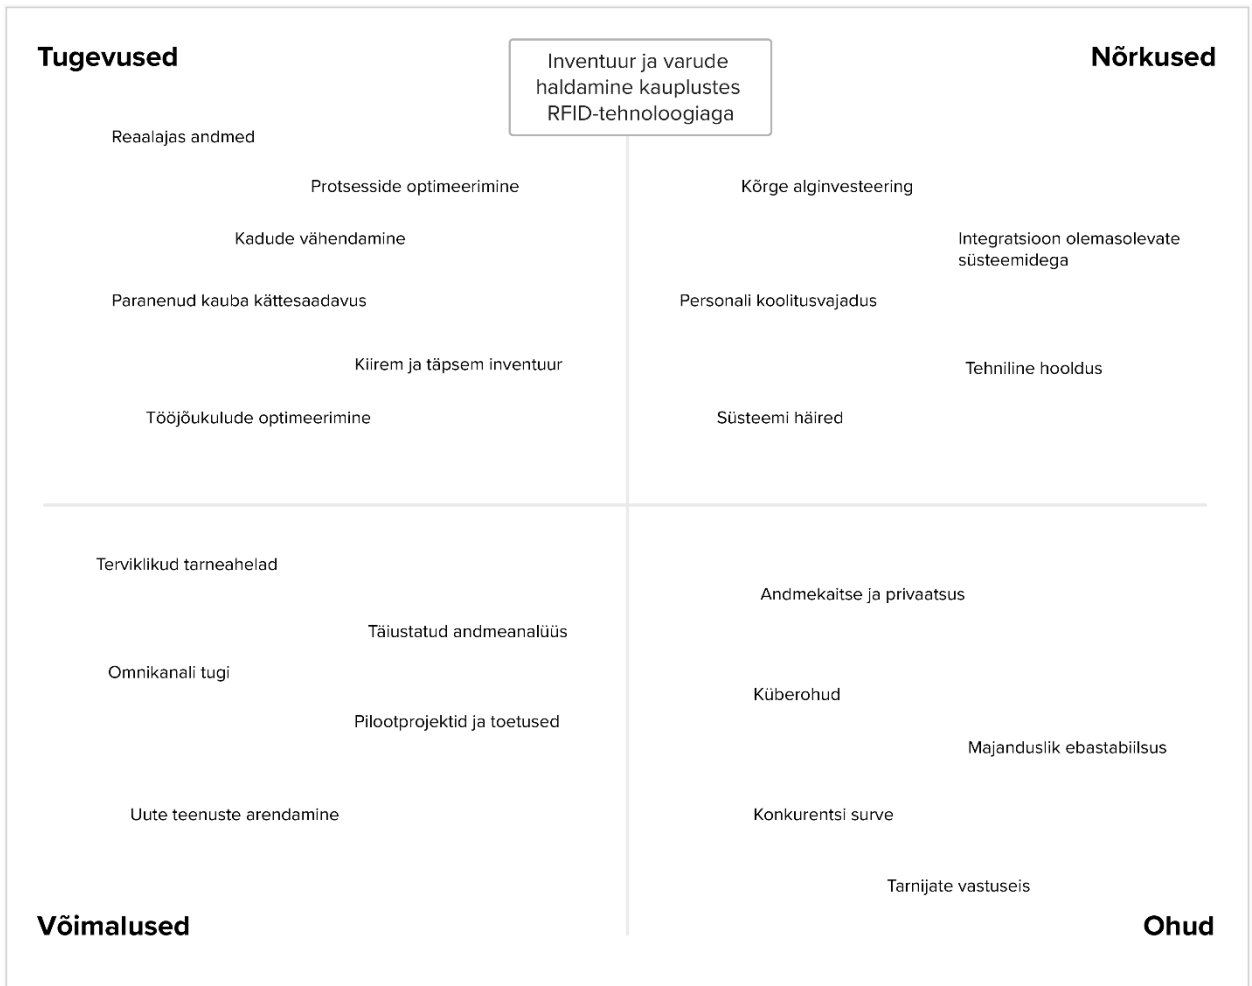 Tugevused
Inventuur ja varude
haldamine kauplustes
RFID-tehnoloogiaga
Nõrkused
Reaalajas andmed
Protsesside optimeerimine
Kadude vähendamine
Paranenud kauba kättesaadavus
Kiirem ja täpsem inventuur
Tööjõukulude optimeerimine
Kõrge alginvesteering
Integratsioon olemasolevate
süsteemidega
Personali koolitusvajadus
Tehniline hooldus
Süsteemi häired
Terviklikud tarneahelad
Täiustatud andmeanalüüs
Omnikanali tugi
Pilootprojektid ja toetused
Uute teenuste arendamine
Võimalused
Andmekaitse ja privaatsus
Küberohud
Majanduslik ebastabiilsus
Konkurentsi surve
Tarnijate vastuseis
Ohud